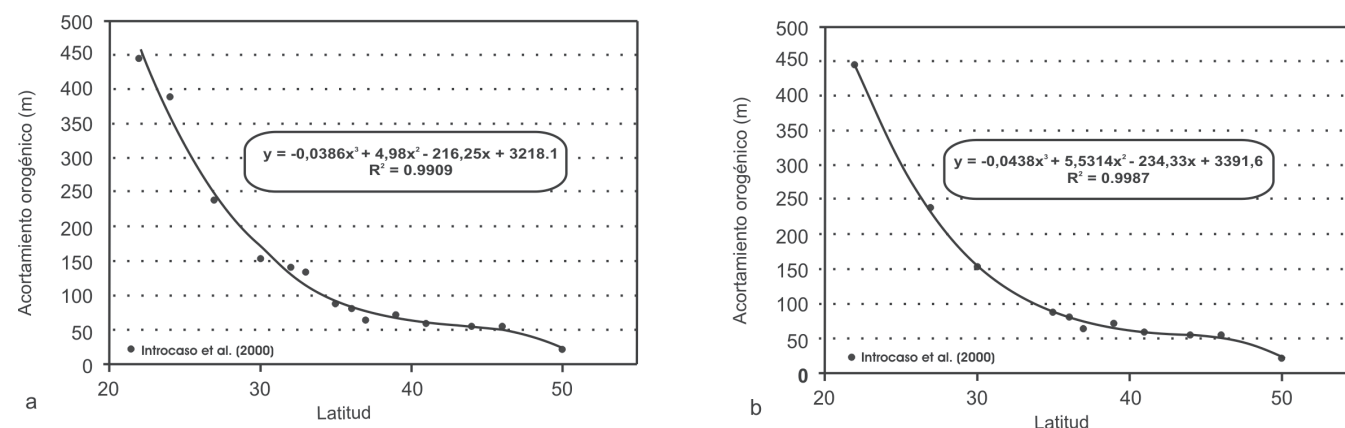 500
450
400
350
300
250
200
150
100
50
0
Acortamiento orogénico (m)
y = -0,0386x³ + 4,98x² - 216,25x + 3218.1
R² = 0.9909
Introcaso et al. (2000)
20 30 40 50
Latitud
a
500
450
400
350
300
250
200
150
100
50
0
Acortamiento orogénico (m)
y = -0,0438x³ + 5,5314x² - 234,33x + 3391,6
R² = 0.9987
Introcaso et al. (2000)
20 30 40 50
Latitud
b